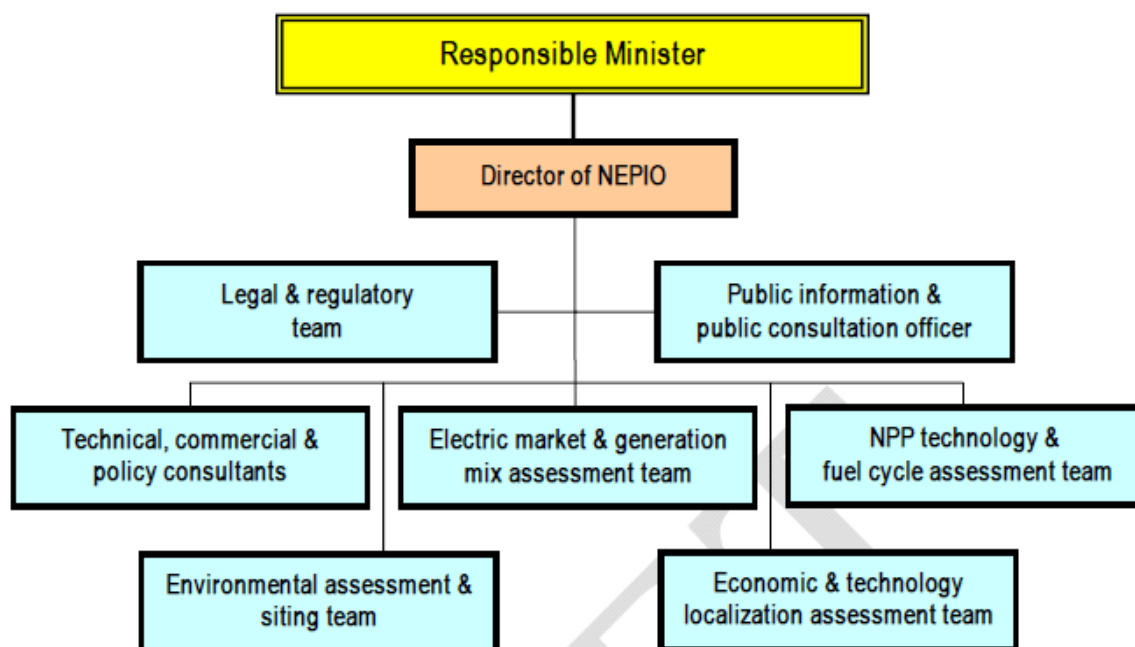 Responsible Minister
Director of NEPIO
Legal & regulatory
team
Public information &
public consultation officer
Technical, commercial &
policy consultants
Electric market & generation
mix assessment team
NPP technology &
fuel cycle assessment team
Environmental assessment &
siting team
Economic & technology
localization assessment team